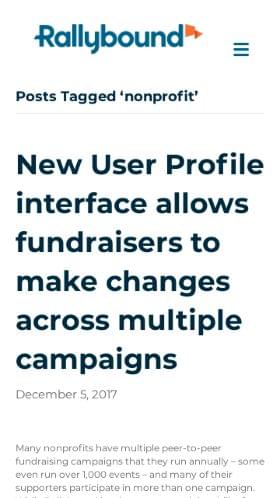 Rallybound
Posts Tagged ‘nonprofit’
New User Profile
interface allows
fundraisers to
make changes
across multiple
campaigns
December 5, 2017
Many nonprofits have multiple peer-to-peer
fundraising campaigns that they run annually – some
even run over 1,000 events – and many of their
supporters participate in more than one campaign.